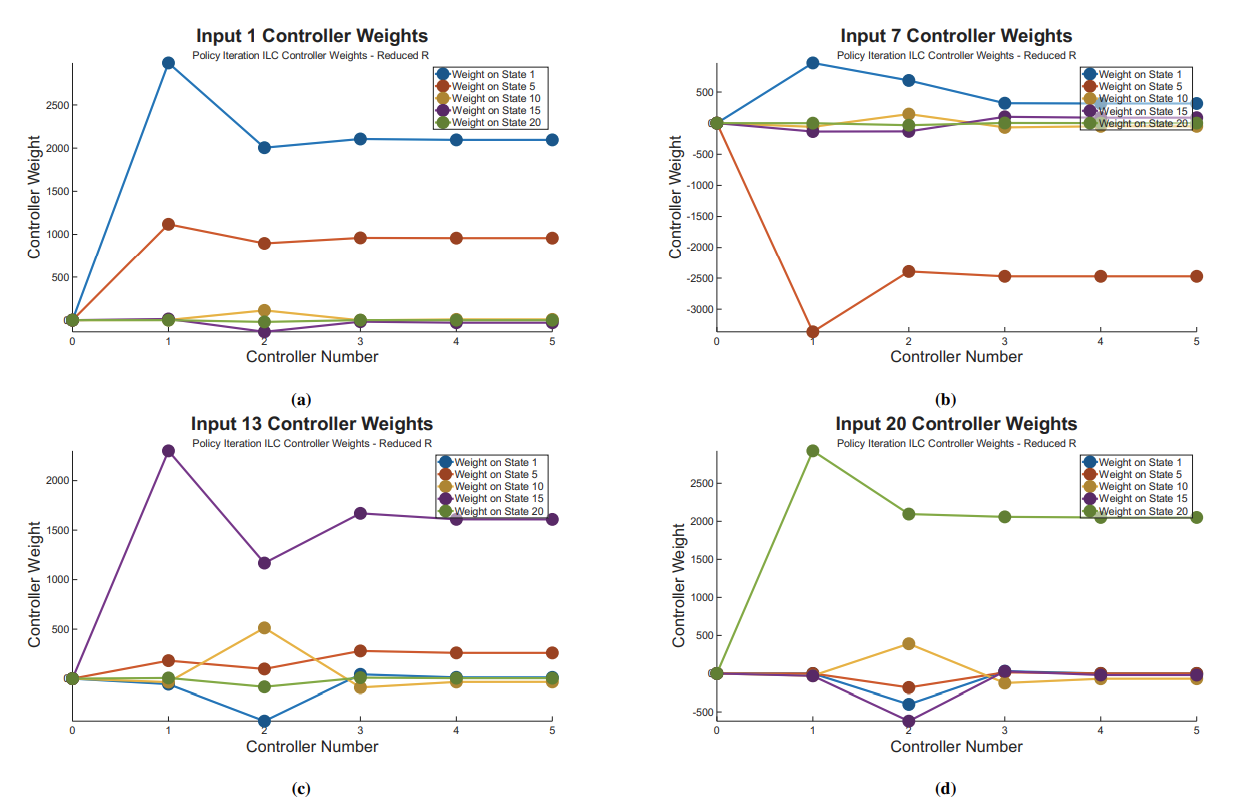 Input 1 Controller Weights
Policy Iteration ILC Controller Weights - Reduced R
Weight on State 1
Weight on State 5
Weight on State 10
Weight on State 15
Weight on State 20
Controller Weight
2500
2000
1500
1000
500
0
0 1 2 3 4 5
Controller Number
(a)
Input 7 Controller Weights
Policy Iteration ILC Controller Weights - Reduced R
Weight on State 1
Weight on State 5
Weight on State 10
Weight on State 15
Weight on State 20
Controller Weight
500
0
-500
-1000
-1500
-2000
-2500
-3000
0 1 2 3 4 5
Controller Number
(b)
Input 13 Controller Weights
Policy Iteration ILC Controller Weights - Reduced R
Weight on State 1
Weight on State 5
Weight on State 10
Weight on State 15
Weight on State 20
Controller Weight
2000
1500
1000
500
0
0 1 2 3 4 5
Controller Number
(c)
Input 20 Controller Weights
Policy Iteration ILC Controller Weights - Reduced R
Weight on State 1
Weight on State 5
Weight on State 10
Weight on State 15
Weight on State 20
Controller Weight
2500
2000
1500
1000
500
0
-500
0 1 2 3 4 5
Controller Number
(d)